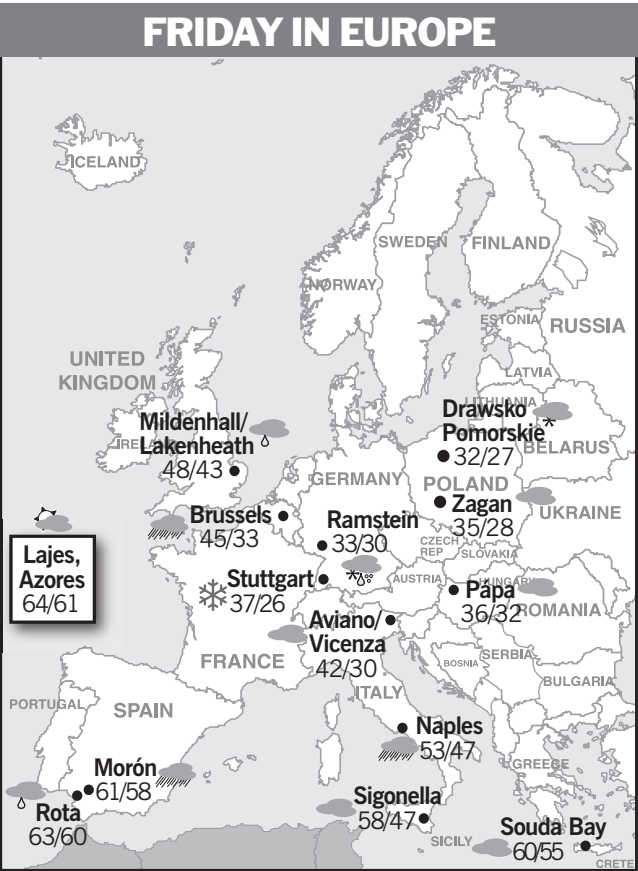 FRIDAY IN EUROPE
ICELAND
SWEDEN
FINLAND
NORWAY
ESTONIA
RUSSIA
UNITED
KINGDOM
LATVIA
LITHUANIA
Drawsko
Pomorskie
32/27
BELARUS
Mildenhall/
Lakenheath
48/43
GERMANY
POLAND
Zagan
35/28
UKRAINE
Brussels
45/33
Ramstein
33/30
CZECH
REP
SLOVAKIA
Lajes,
Azores
64/61
Stuttgart
37/26
AUSTRIA
HUNGARY
Papa
36/32
ROMANIA
Aviano/
Vicenza
42/30
FRANCE
BOSNIA
SERBIA
BULGARIA
ITALY
PORTUGAL
SPAIN
Naples
53/47
GREECE
Morón
61/58
Rota
63/60
Sigonella
58/47
SICILY
Souda Bay
60/55
CRETE